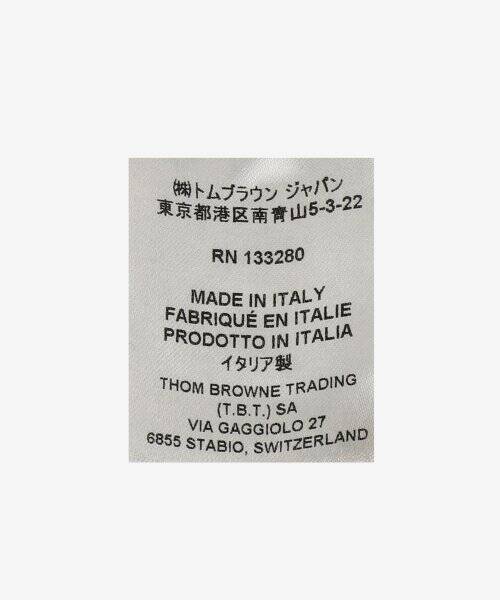 ㈱トムブラウン ジャパン
東京都港区南青山5-3-22
RN 133280
MADE IN ITALY
FABRIQUÉ EN ITALIE
PRODOTTO IN ITALIA
イタリア製
THOM BROWNE TRADING
(T.B.T.) SA
VIA GAGGIOLO 27
6855 STABIO, SWITZERLAND